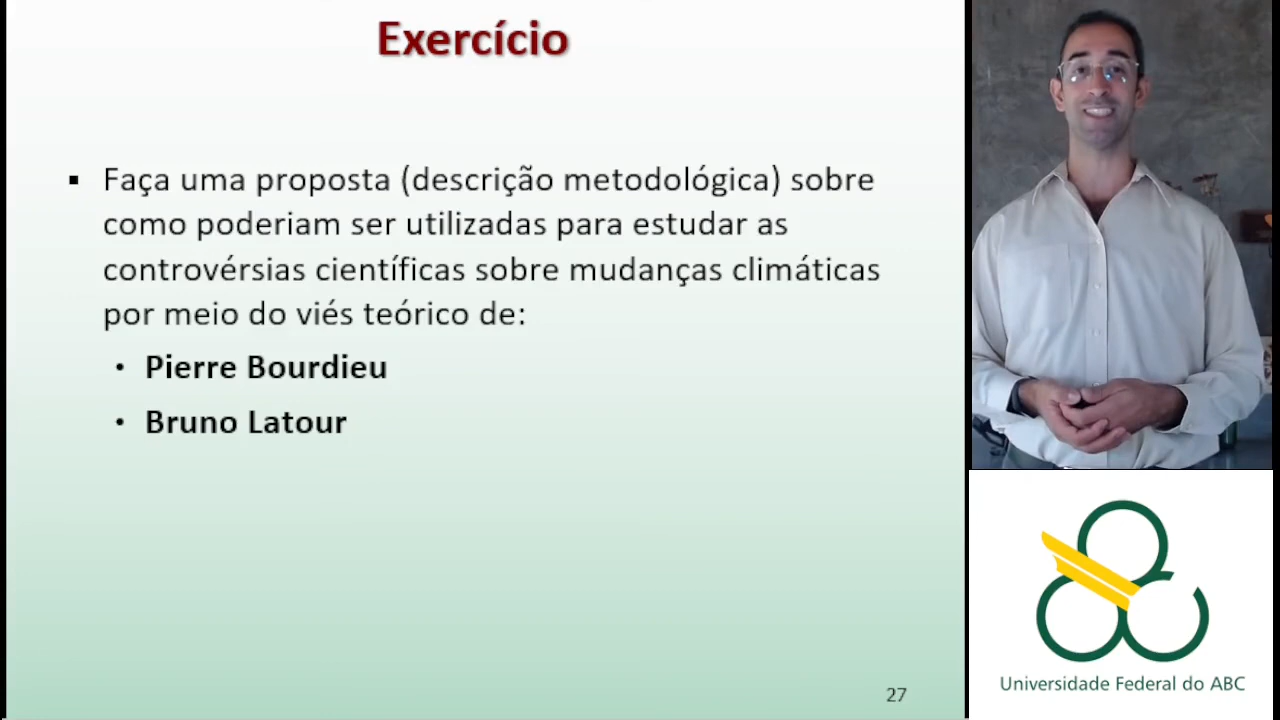 Exercício
▪ Faça uma proposta (descrição metodológica) sobre
como poderiam ser utilizadas para estudar as
controvérsias científicas sobre mudanças climáticas
por meio do viés teórico de:
• Pierre Bourdieu
• Bruno Latour
27
Universidade Federal do ABC